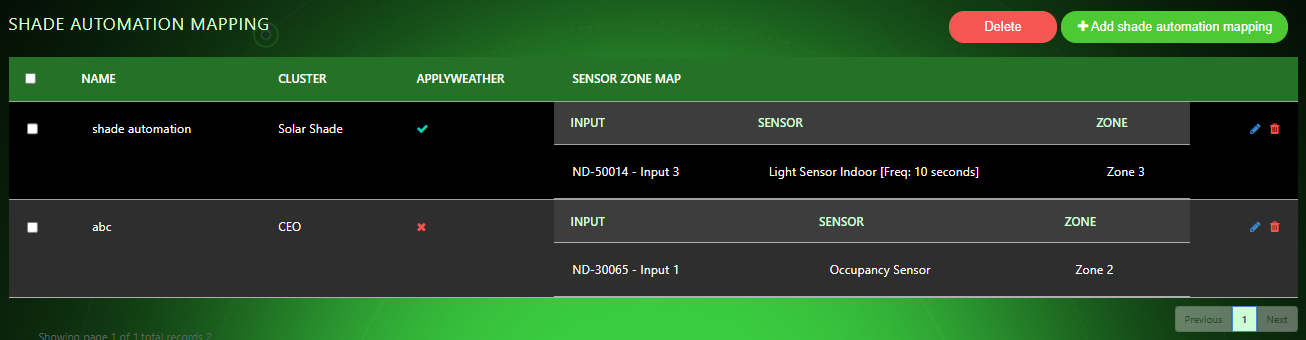 SHADE AUTOMATION MAPPING
Delete
Add shade automation mapping
NAME CLUSTER APPLYWEATHER SENSOR ZONE MAP
INPUT SENSOR ZONE
shade automation Solar Shade
ND-50014 - Input 3 Light Sensor Indoor [Freq: 10 seconds] Zone 3
INPUT SENSOR ZONE
abc CEO
ND-30065 - Input 1 Occupancy Sensor Zone 2
Previous 1 Next
Showing page 1 of 1 total records 2